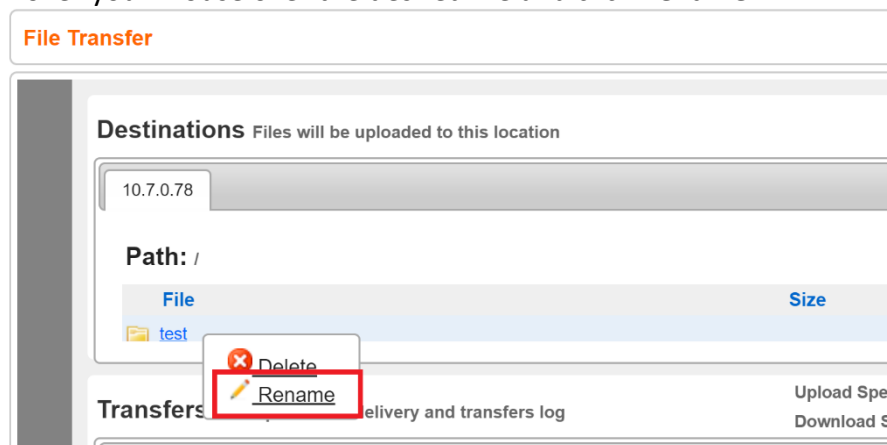 File Transfer
Destinations Files will be uploaded to this location
10.7.0.78
Path: /
File Size
test
Delete
Rename
Transfers elivery and transfers log
Upload Spe
Download S